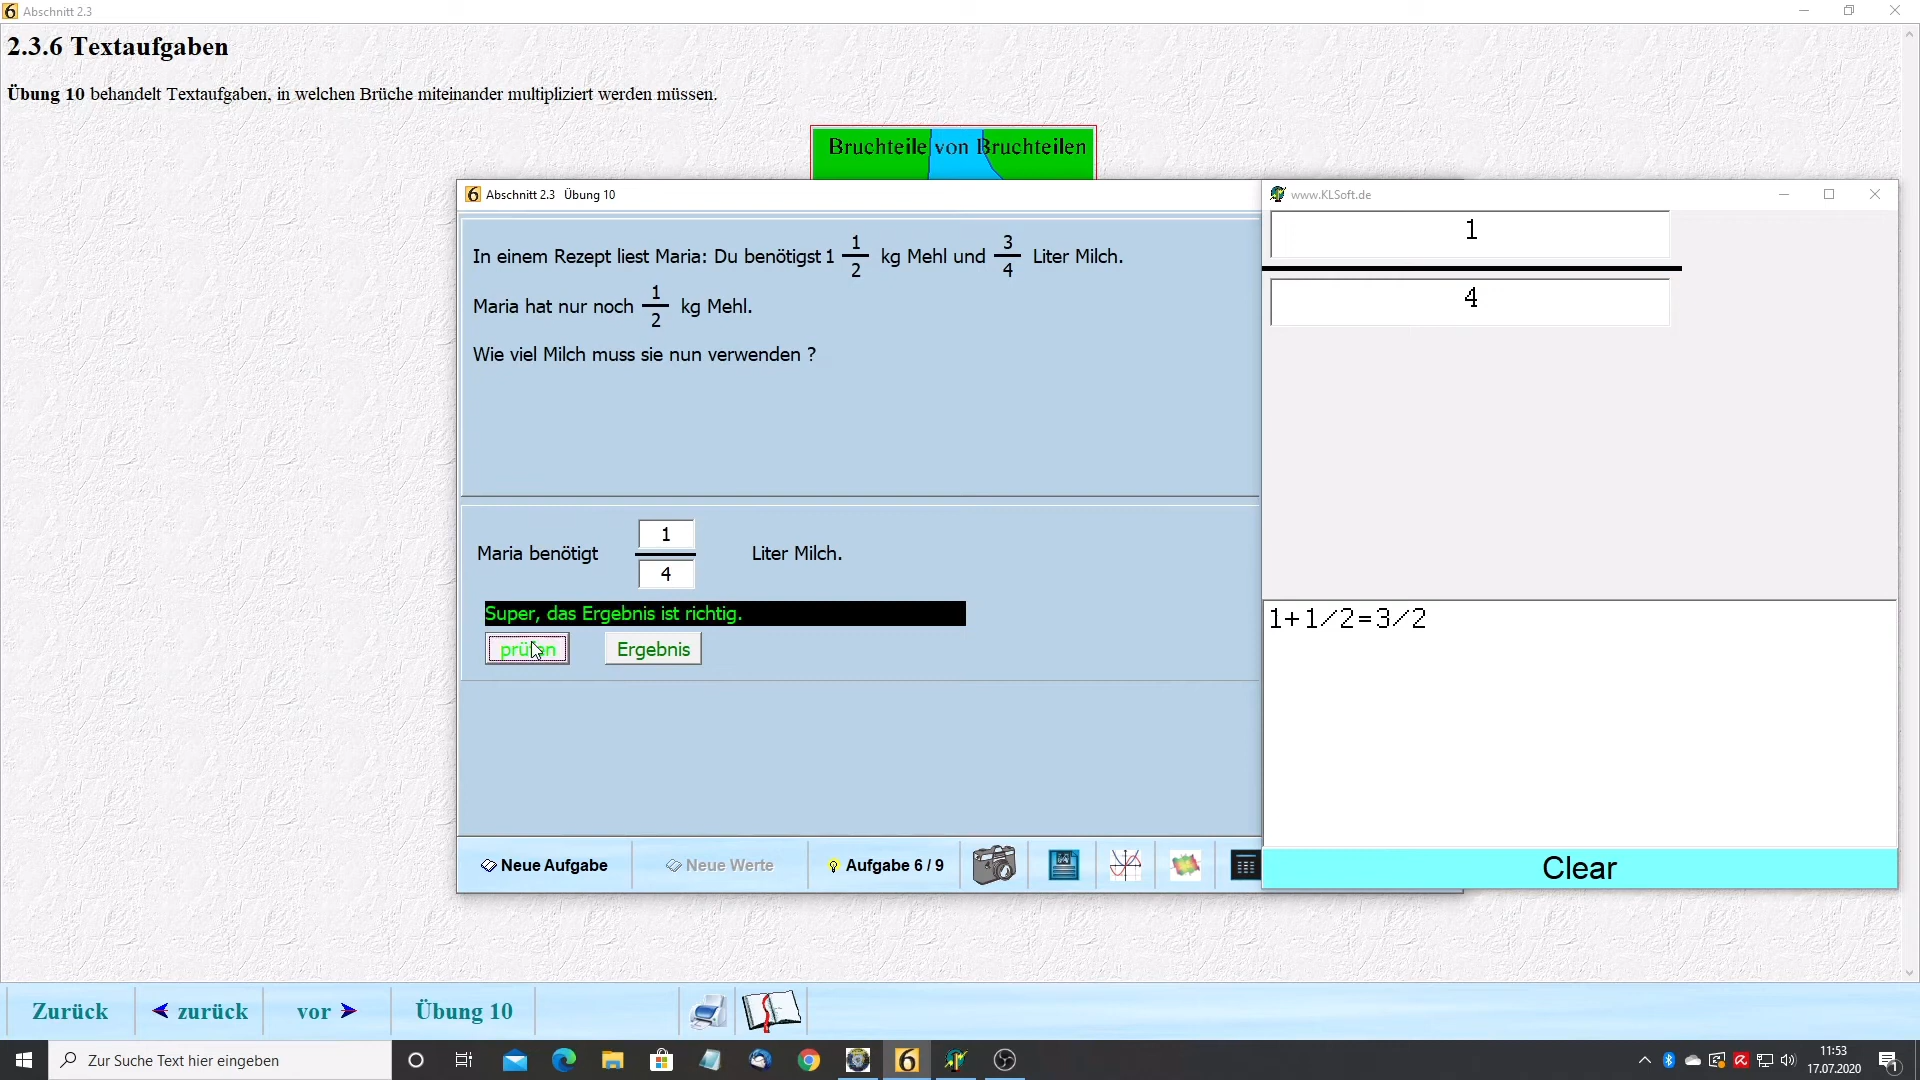 Abschnitt 2.3
2.3.6 Textaufgaben
Übung 10 behandelt Textaufgaben, in welchen Brüche miteinander multipliziert werden müssen.
Bruchteile von Bruchteilen
Abschnitt 2.3 Übung 10
In einem Rezept liest Maria: Du benötigst 1 1/2 kg Mehl und 3/4 Liter Milch.
Maria hat nur noch 1/2 kg Mehl.
Wie viel Milch muss sie nun verwenden ?
Maria benötigt 1/4 Liter Milch.
Super, das Ergebnis ist richtig.
prüfen Ergebnis
Neue Aufgabe Neue Werte Aufgabe 6 / 9
www.KLSoft.de
1
4
1+1/2=3/2
Clear
Zurück zurück vor Übung 10
Zur Suche Text hier eingeben
11:53
17.07.2020